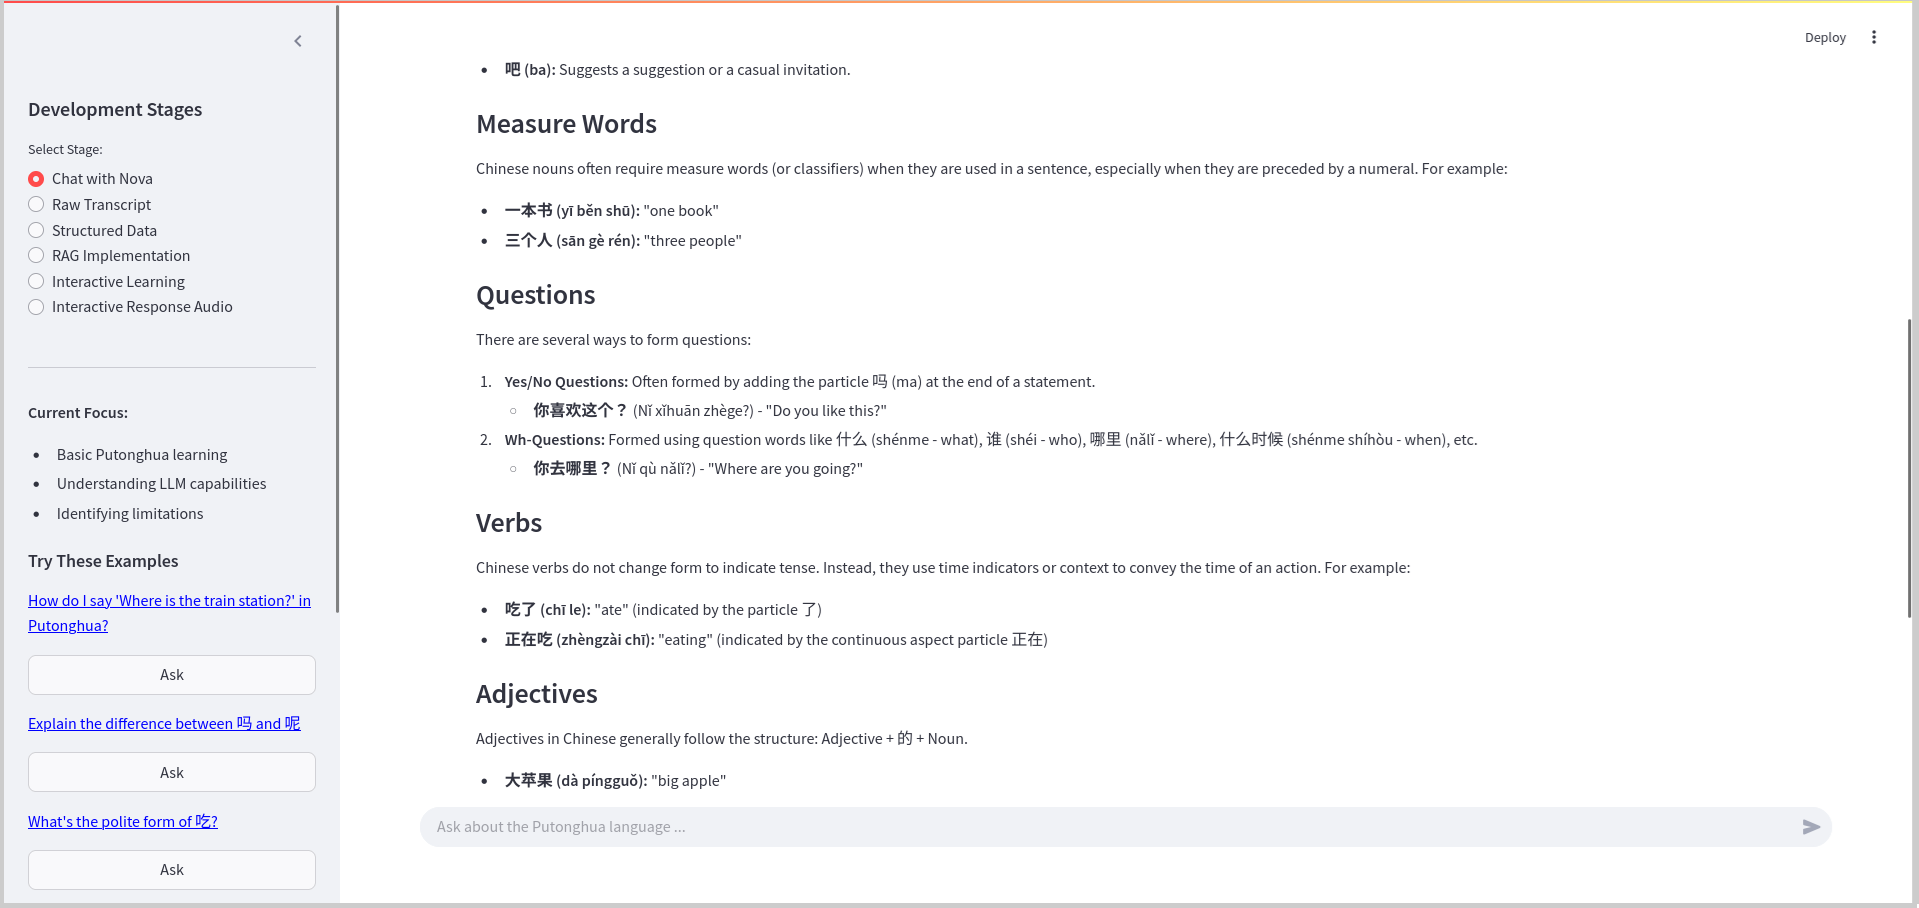 Development Stages
Select Stage:
Chat with Nova
Raw Transcript
Structured Data
RAG Implementation
Interactive Learning
Interactive Response Audio
Current Focus:
Basic Putonghua learning
Understanding LLM capabilities
Identifying limitations
Try These Examples
How do I say 'Where is the train station?' in
Putonghua?
Ask
Explain the difference between 吗 and 呢
Ask
What's the polite form of 吃?
Ask
Deploy
吧 (ba): Suggests a suggestion or a casual invitation.
Measure Words
Chinese nouns often require measure words (or classifiers) when they are used in a sentence, especially when they are preceded by a numeral. For example:
一本书 (yī běn shū): "one book"
三个人 (sān gè rén): "three people"
Questions
There are several ways to form questions:
1. Yes/No Questions: Often formed by adding the particle 吗 (ma) at the end of a statement.
你喜欢这个？ (Nǐ xǐhuān zhège?) - "Do you like this?"
2. Wh-Questions: Formed using question words like 什么 (shénme - what), 谁 (shéi - who), 哪里 (nǎlǐ - where), 什么时候 (shénme shíhòu - when), etc.
你去哪里？ (Nǐ qù nǎlǐ?) - "Where are you going?"
Verbs
Chinese verbs do not change form to indicate tense. Instead, they use time indicators or context to convey the time of an action. For example:
吃了 (chī le): "ate" (indicated by the particle 了)
正在吃 (zhèngzài chī): "eating" (indicated by the continuous aspect particle 正在)
Adjectives
Adjectives in Chinese generally follow the structure: Adjective + 的 + Noun.
大苹果 (dà píngguǒ): "big apple"
Ask about the Putonghua language ...